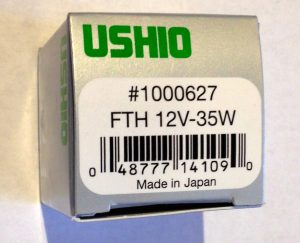 USHIO
#1000627
FTH 12V-35W
0 48777 14109 0
Made in Japan